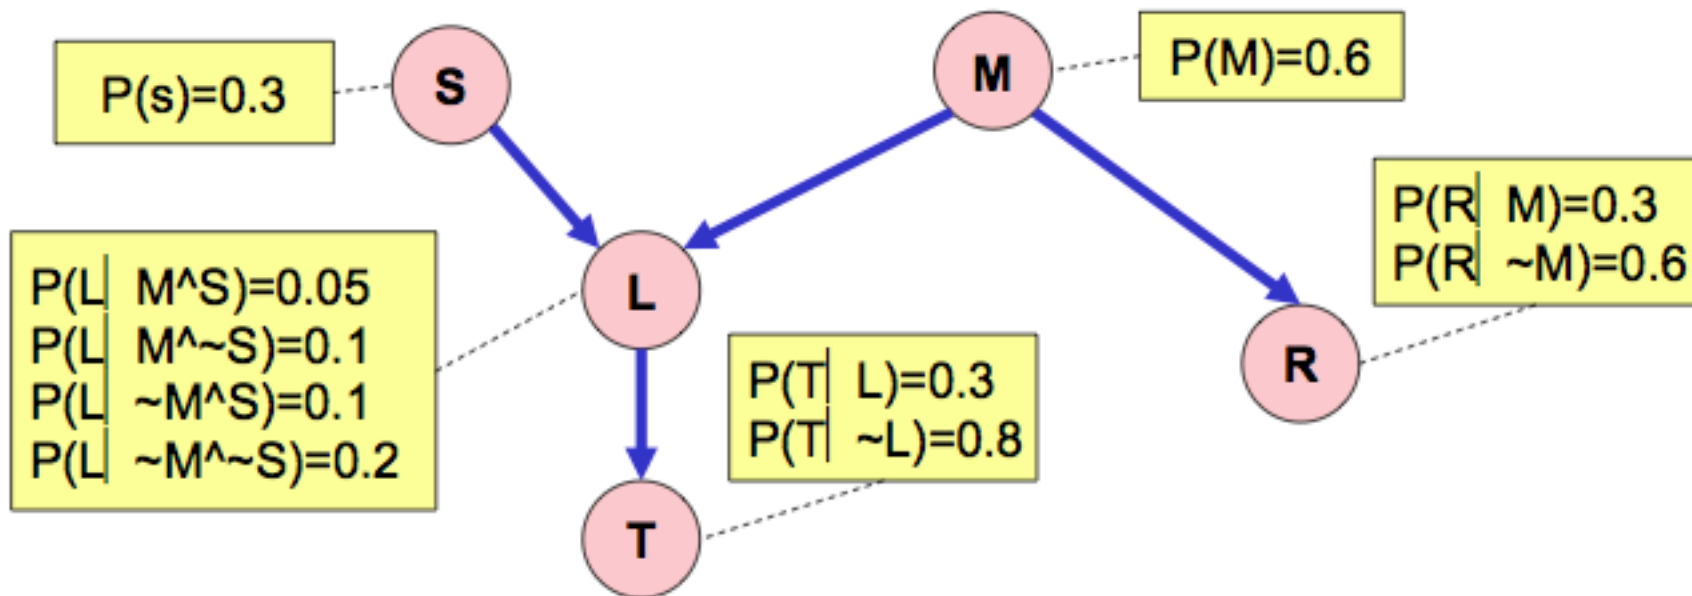 P(s)=0.3
S
M
P(M)=0.6
P(R| M)=0.3
P(R| ~M)=0.6
P(L| M^S)=0.05
P(L| M^~S)=0.1
P(L| ~M^S)=0.1
P(L| ~M^~S)=0.2
L
P(T| L)=0.3
P(T| ~L)=0.8
R
T